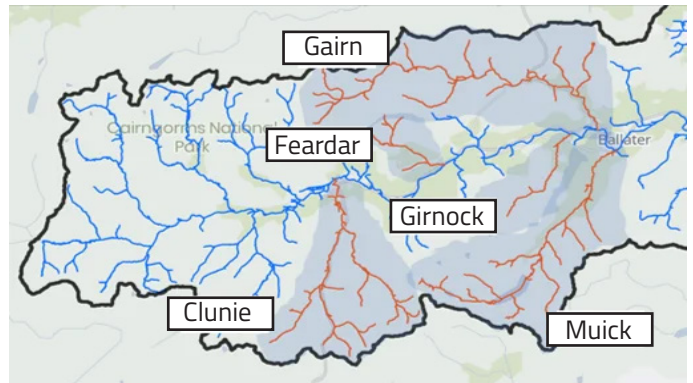 Gairn
Cairngorms National
Park
Feardar
Ballater
Girnock
Clunie
Muick